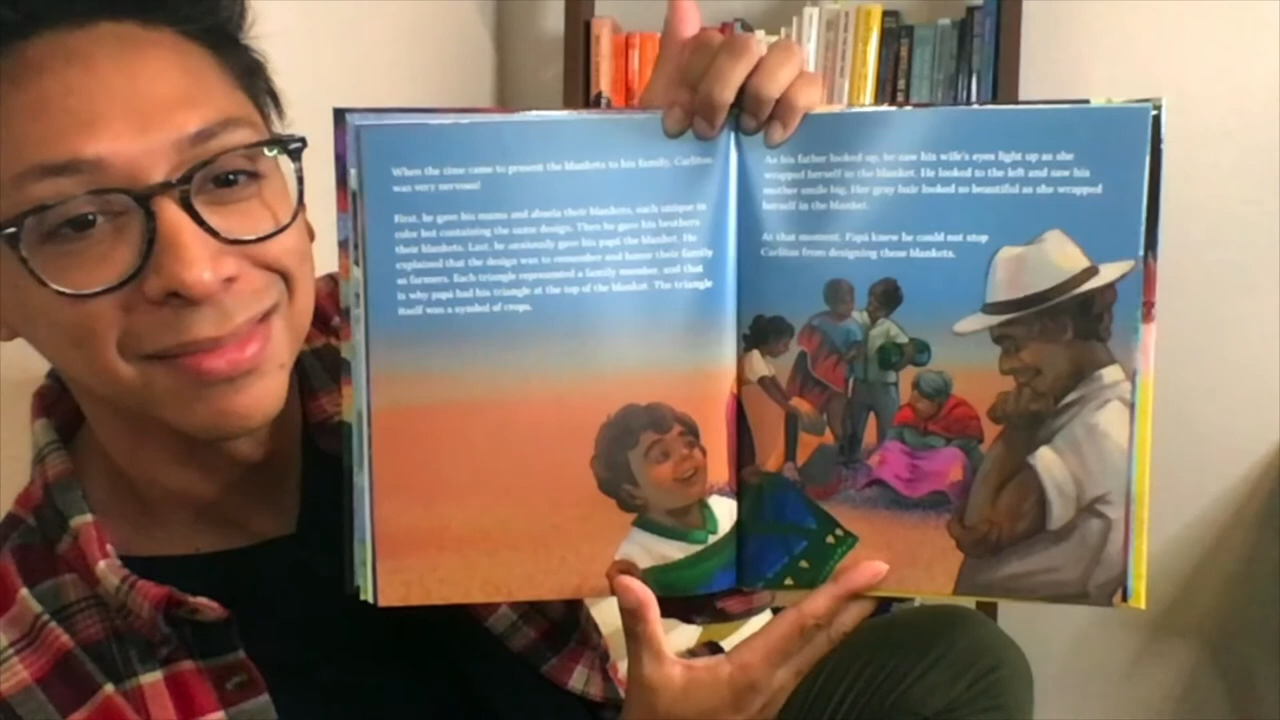 When the time came to present the blankets to his family, Carlitos
was very nervous!
First, he gave his mama and abuela their blankets, each unique in
color but containing the same design. Then he gave his brothers
their blankets. Last, he anxiously gave his papá the blanket. He
explained that the design was to remember and honor their family
as farmers. Each triangle represented a family member, and that
is why papá had his triangle at the top of the blanket. The triangle
itself was a symbol of crops.
As his father looked up, he saw his wife's eyes light up as she
wrapped herself in the blanket. He looked to the left and saw his
mother smile big. Her gray hair looked so beautiful as she wrapped
herself in the blanket.
At that moment, Papá knew he could not stop
Carlitos from designing these blankets.